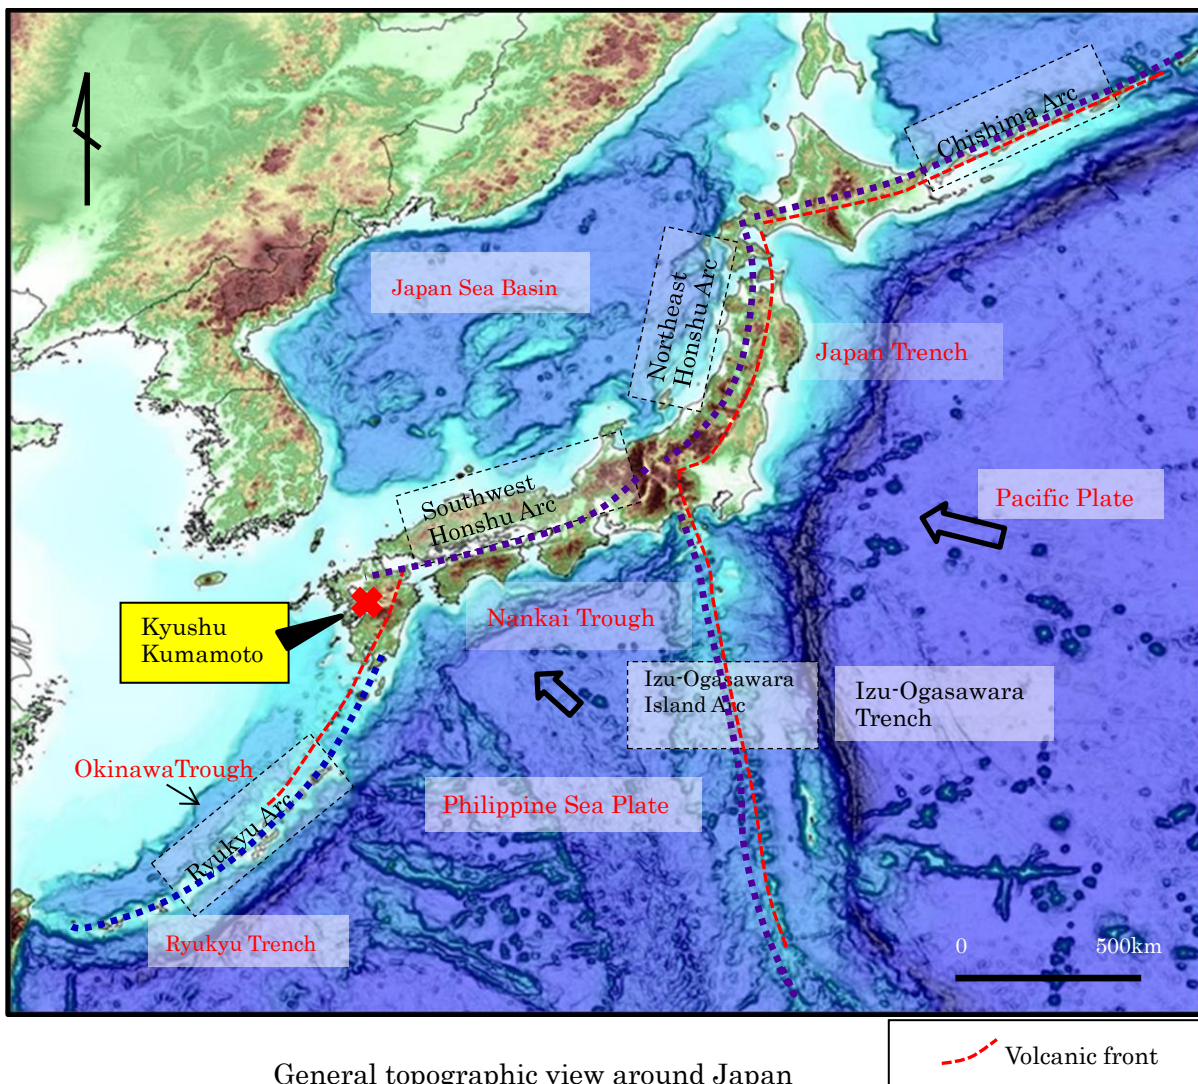 Chishima Arc
Japan Sea Basin
Northeast
Honshu Arc
Japan Trench
Southwest
Honshu Arc
Pacific Plate
Kyushu
Kumamoto
Nankai Trough
Izu-Ogasawara
Island Arc
Izu-Ogasawara
Trench
OkinawaTrough
Philippine Sea Plate
Ryukyu Arc
Ryukyu Trench
0
500km
Volcanic front
General topographic view around Japan